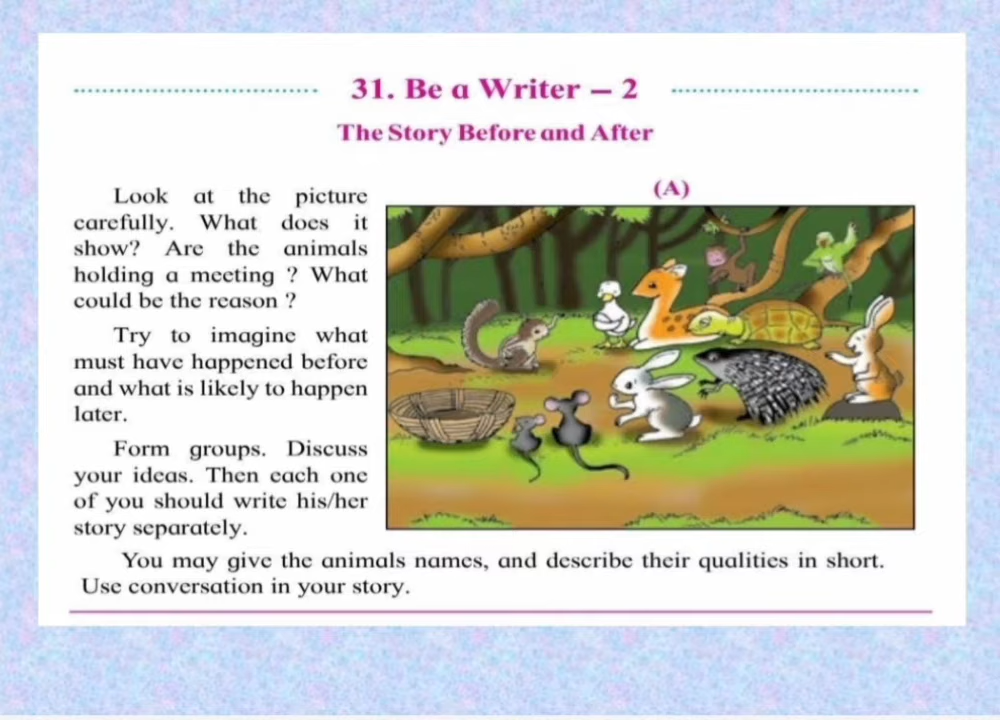 31. Be a Writer – 2
The Story Before and After
Look at the picture
carefully. What does it
show? Are the animals
holding a meeting ? What
could be the reason ?
Try to imagine what
must have happened before
and what is likely to happen
later.
Form groups. Discuss
your ideas. Then each one
of you should write his/her
story separately.
(A)
You may give the animals names, and describe their qualities in short.
Use conversation in your story.